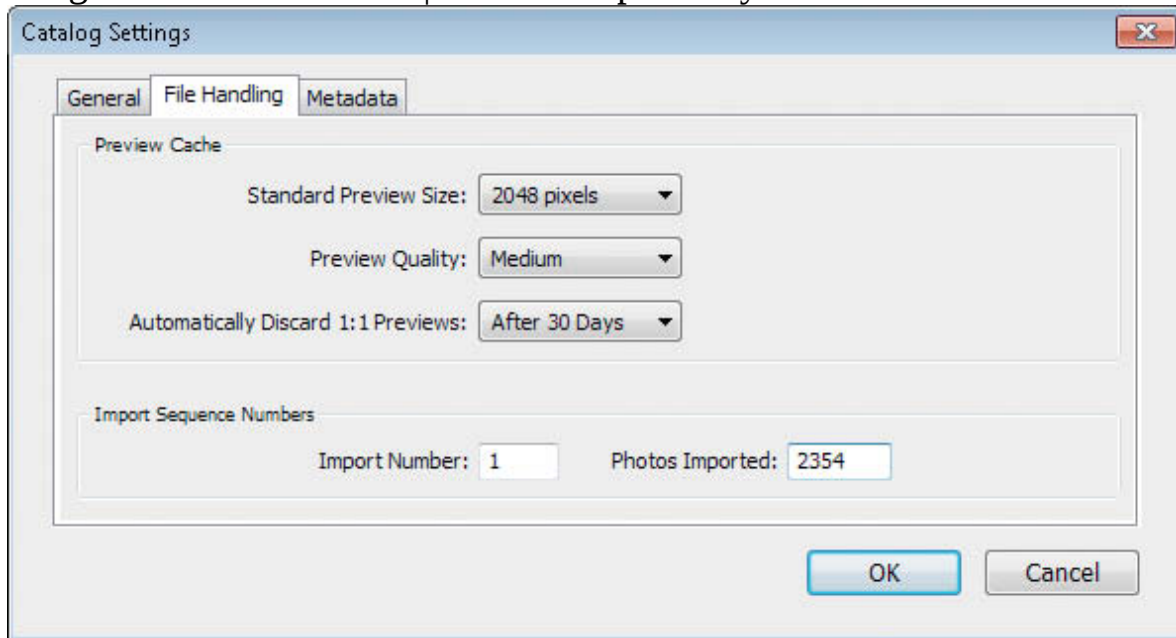 Catalog Settings
General File Handling Metadata
Preview Cache
Standard Preview Size: 2048 pixels
Preview Quality: Medium
Automatically Discard 1:1 Previews: After 30 Days
Import Sequence Numbers
Import Number: 1 Photos Imported: 2354
OK Cancel